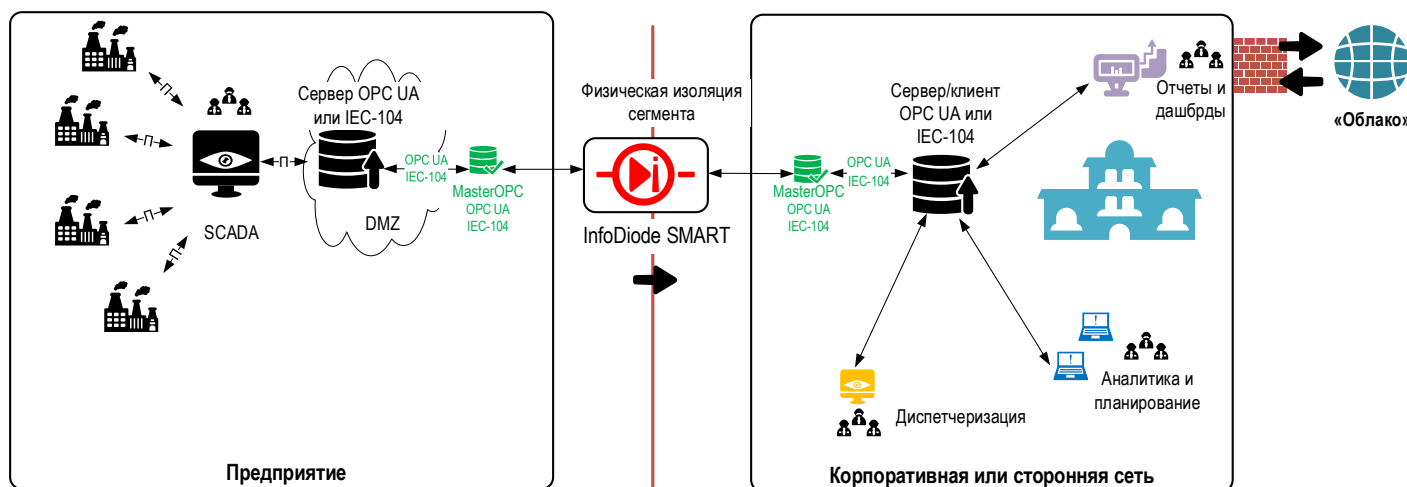 Сервер OPC UA
или IEC-104
П
П
П
П
П
SCADA
DMZ
OPC UA
IEC-104
MasterOPC
OPC UA
IEC-104
Предприятие
Физическая изоляция
сегмента
Di
InfoDiode SMART
MasterOPC
OPC UA
IEC-104
OPC UA
IEC-104
Сервер/клиент
OPC UA или
IEC-104
Отчеты и
дашбрды
Аналитика и
планирование
Диспетчеризация
Корпоративная или сторонняя сеть
«Облако»